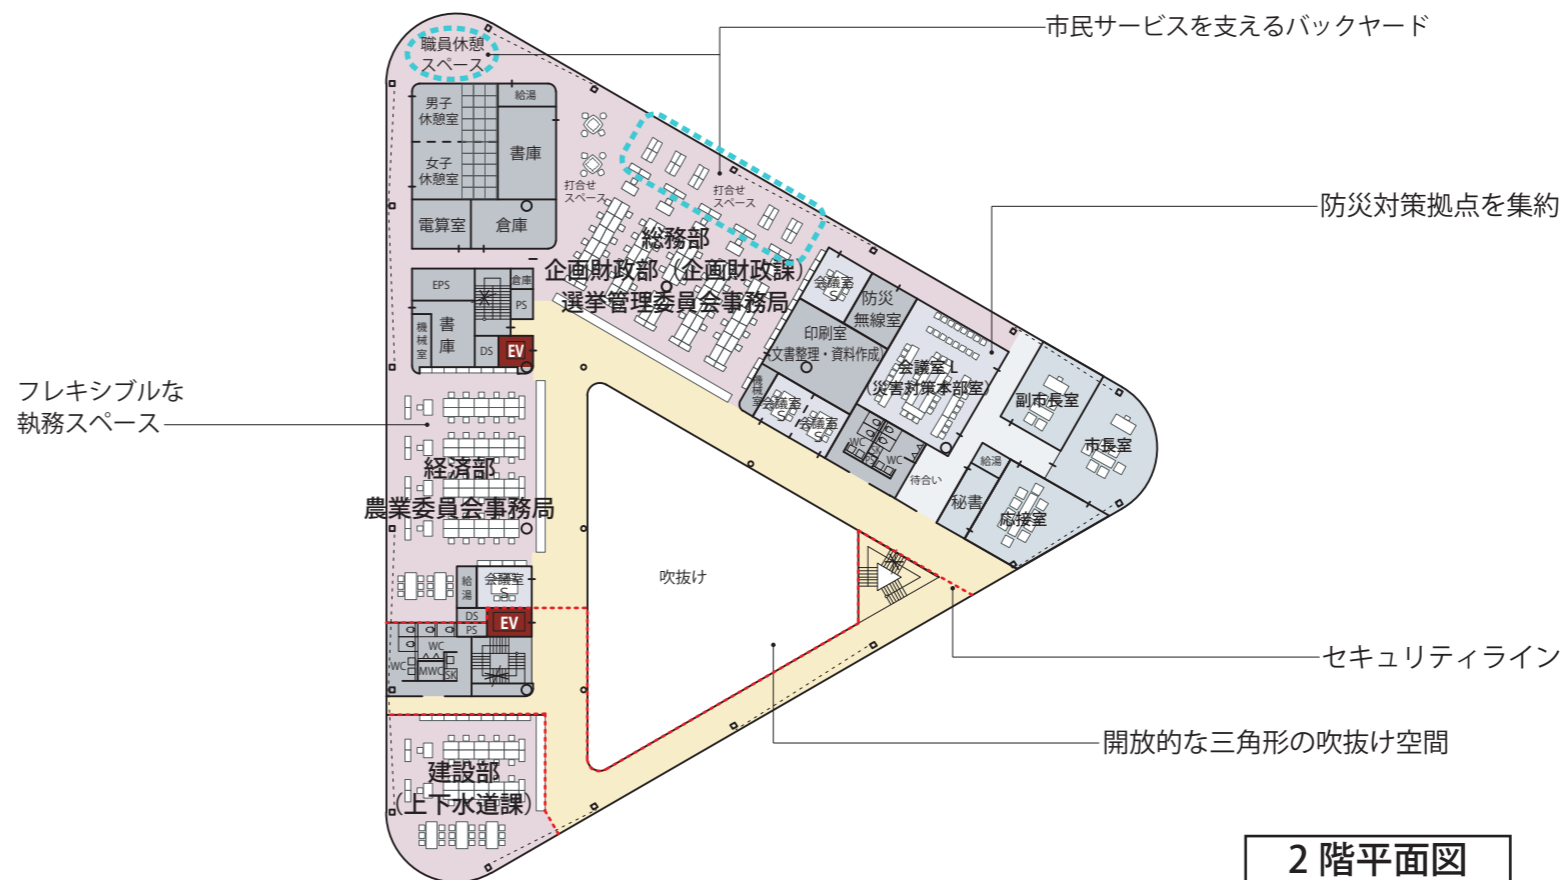 市民サービスを支えるバックヤード
職員休憩
スペース
男子
休憩室
給湯
書庫
女子
休憩室
打合せ
スペース
打合せ
スペース
防災対策拠点を集約
電算室
倉庫
総務部
企画財政部（企画財政課）
選挙管理委員会事務局
EPS
倉庫
PS
機械室
書庫
DS
EV
会議室
S
防災
無線室
印刷室
（文書整理・資料作成）
会議室 L
（災害対策本部室）
機械室
会議室
S
会議室
S
WC
PS
WC
待合い
副市長室
市長室
給湯
秘書
応接室
フレキシブルな
執務スペース
経済部
農業委員会事務局
吹抜け
給湯
会議室
S
DS
PS
EV
WC
WC
MWC
SK
セキュリティライン
開放的な三角形の吹抜け空間
建設部
（上下水道課）
2 階平面図